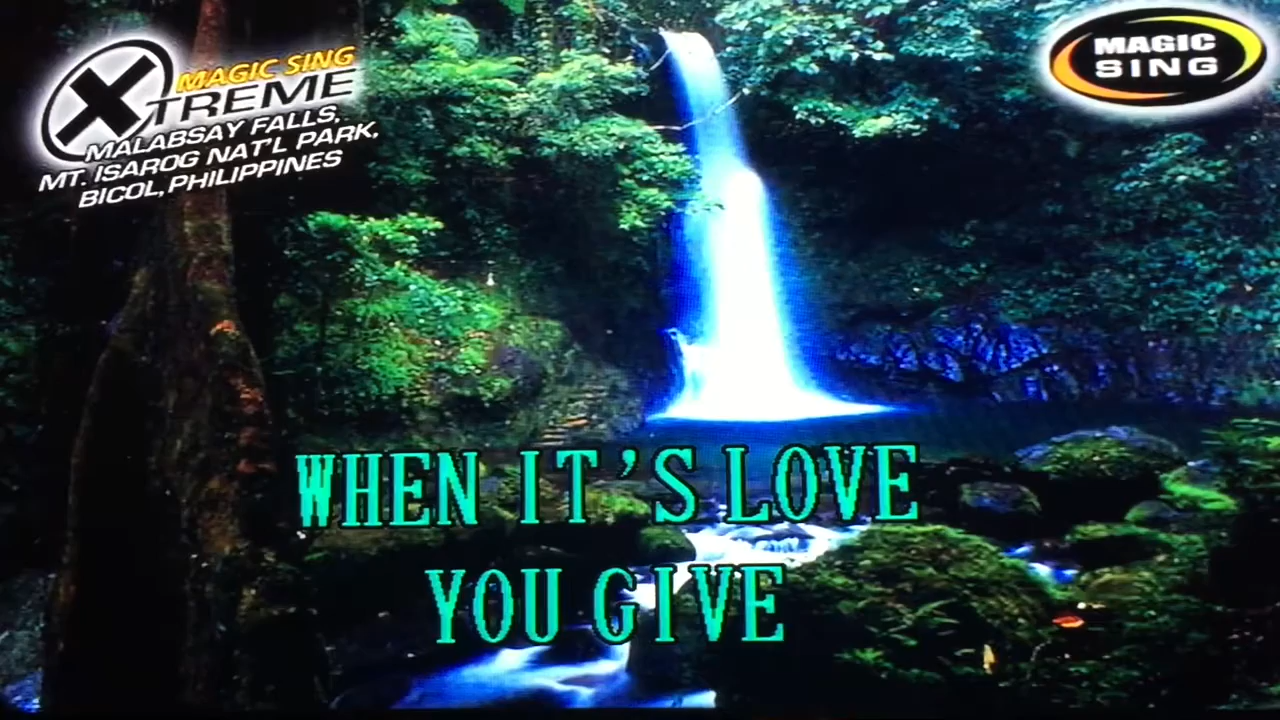 MAGIC SING
XTREME
MALABSAY FALLS,
MT. ISAROG NAT'L PARK,
BICOL, PHILIPPINES
MAGIC
SING
WHEN IT'S LOVE
YOU GIVE